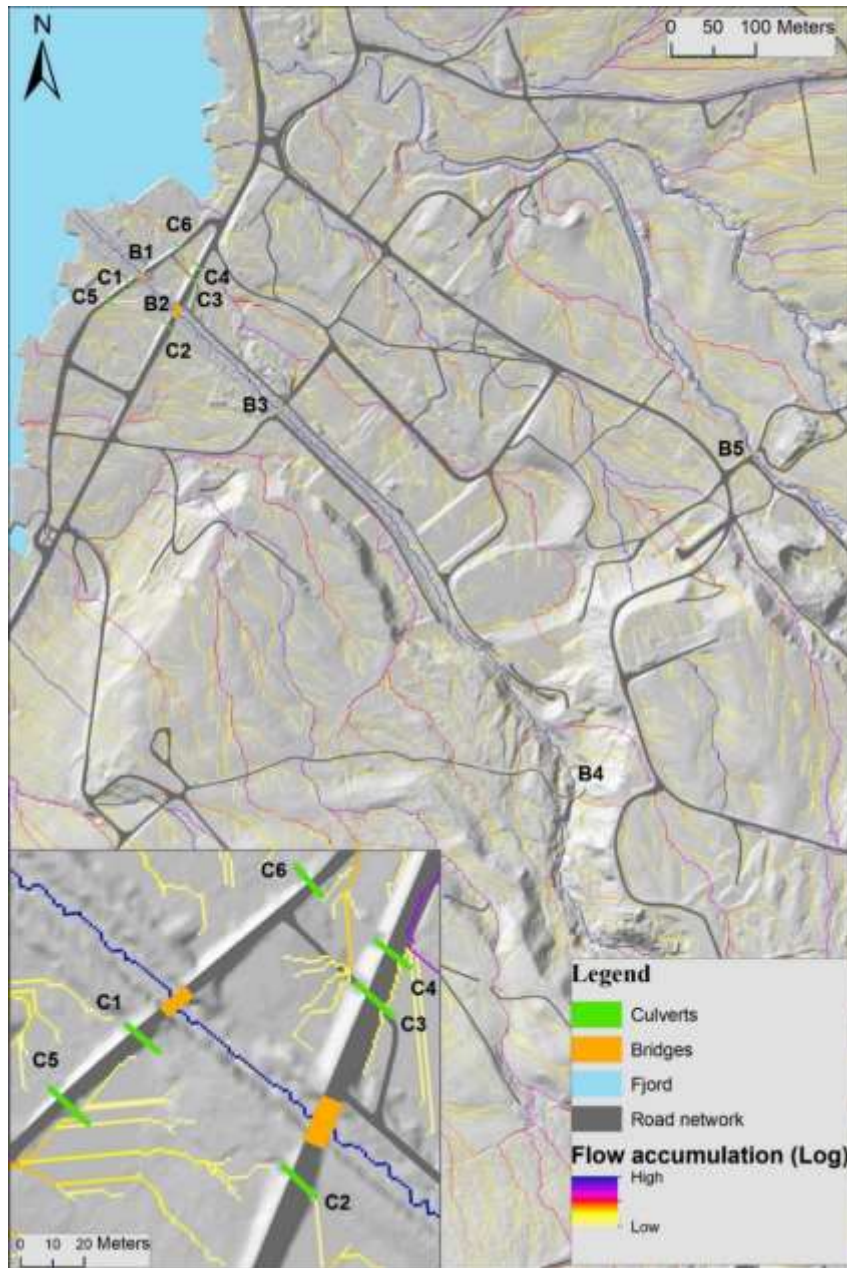 N
0 50 100 Meters
C6
B1
C1
C4
C5
C3
B2
C2
B3
B5
B4
C6
C4
C1
C3
C5
C2
0 10 20 Meters
Legend
Culverts
Bridges
Fjord
Road network
Flow accumulation (Log)
High
Low